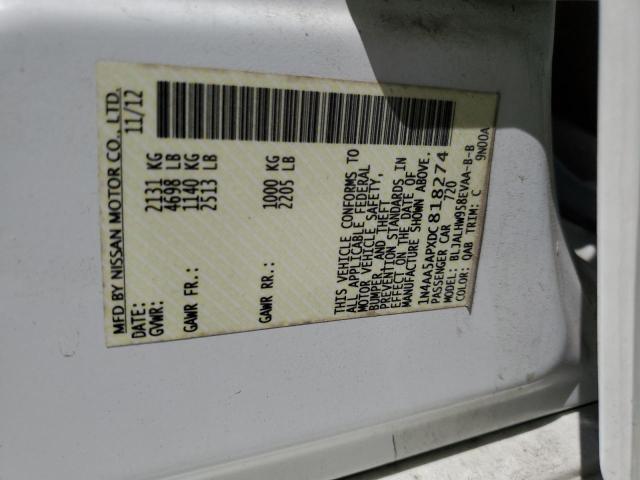 MFD BY NISSAN MOTOR CO., LTD.
DATE: 11/12
GVWR: 2131 KG
4698 LB
GAWR FR.: 1140 KG
2513 LB
GAWR RR.: 1000 KG
2205 LB
THIS VEHICLE CONFORMS TO
ALL APPLICABLE FEDERAL
MOTOR VEHICLE SAFETY,
BUMPER, AND THEFT
PREVENTION STANDARDS IN
EFFECT ON THE DATE OF
MANUFACTURE SHOWN ABOVE.
1N4AA5APXDC818274
PASSENGER CAR 720
MODEL: BLJALHW958EVAA-B-B
COLOR: QAB TRIM: C 9N00A